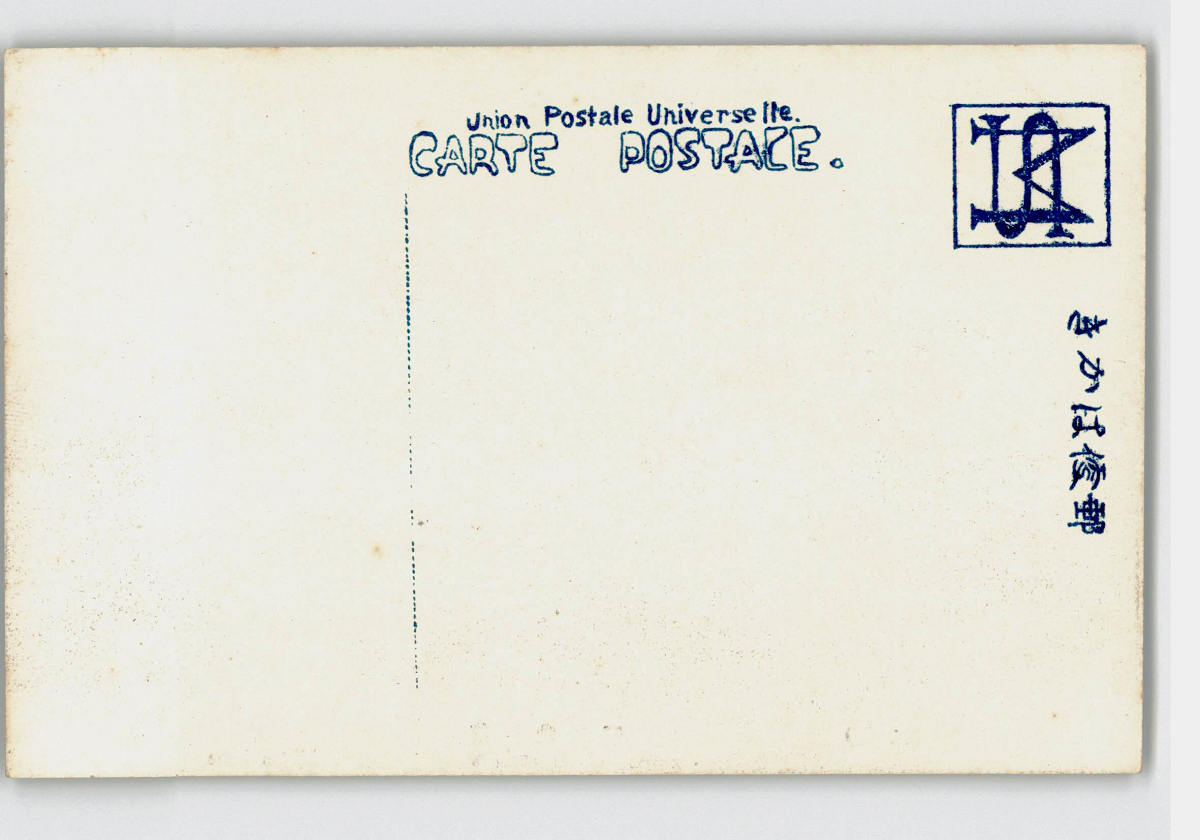 Union Postale Universelle.
CARTE POSTALE.
郵便はかき